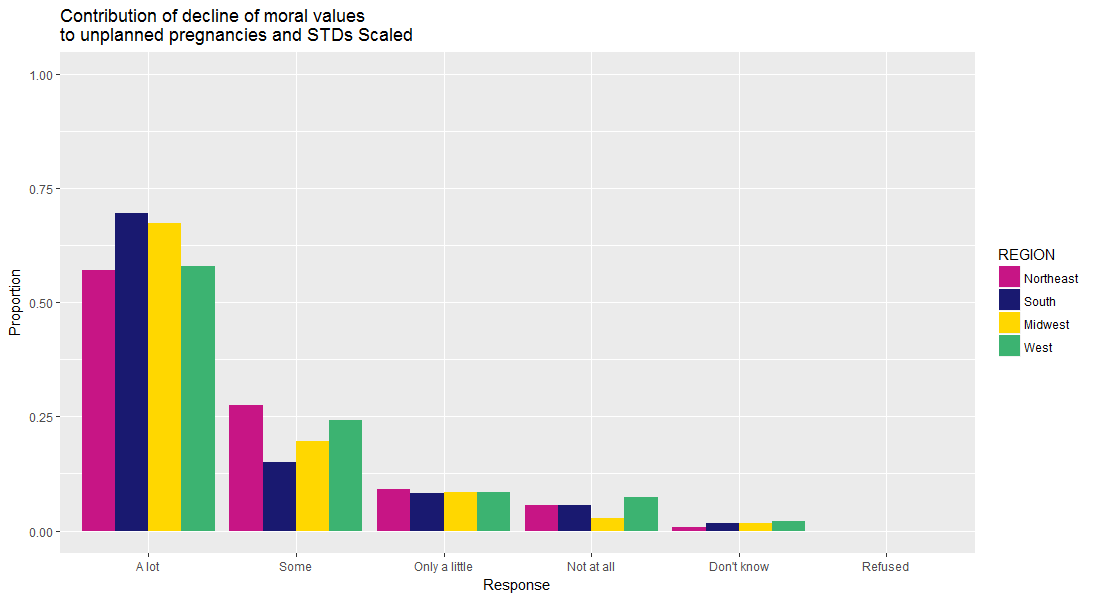 Contribution of decline of moral values
to unplanned pregnancies and STDs Scaled
1.00
0.75
0.50
0.25
0.00
Proportion
A lot
Some
Only a little
Not at all
Don't know
Refused
Response
REGION
Northeast
South
Midwest
West